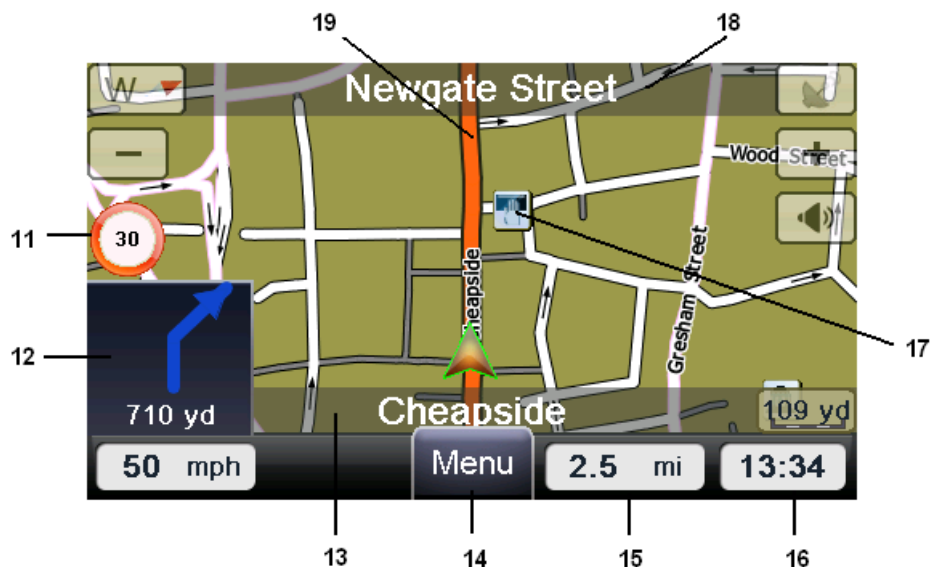 19
18
W
Newgate Street
Wood Street
11
30
Cheapside
Gresham Street
17
12
710 yd
Cheapside
109 yd
50 mph
Menu
2.5 mi
13:34
13
14
15
16